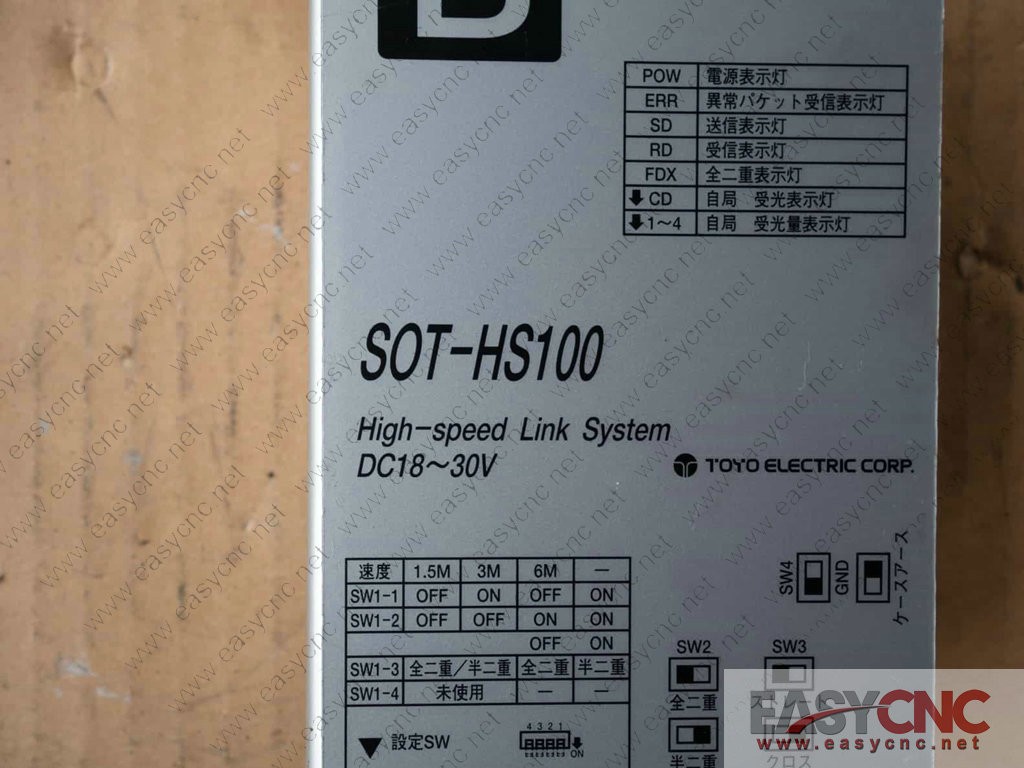 D
POW 電源表示灯
ERR 異常パケット受信表示灯
SD 送信表示灯
RD 受信表示灯
FDX 全二重表示灯
⬇CD 自局 受光表示灯
⬇1～4 自局 受光量表示灯
SOT-HS100
High-speed Link System
DC18～30V
TOYO ELECTRIC CORP.
速度 1.5M 3M 6M —
SW1-1 OFF ON OFF ON
SW1-2 OFF OFF ON ON
OFF ON
SW1-3 全二重／半二重 全二重 半二重
SW1-4 未使用 — —
▼ 設定SW
4 3 2 1
ON
SW4
GND
ケースアース
SW2
全二重
半二重
SW3
クロス
EASYCNC
www.easycnc.net
www.easycnc.net